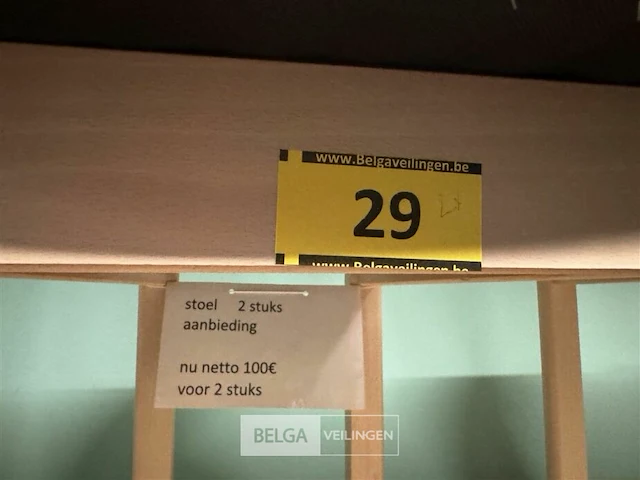 www.Belgaveilingen.be
29
www.Belgaveilingen.be
stoel 2 stuks
aanbieding
nu netto 100€
voor 2 stuks
BELGA VEILINGEN